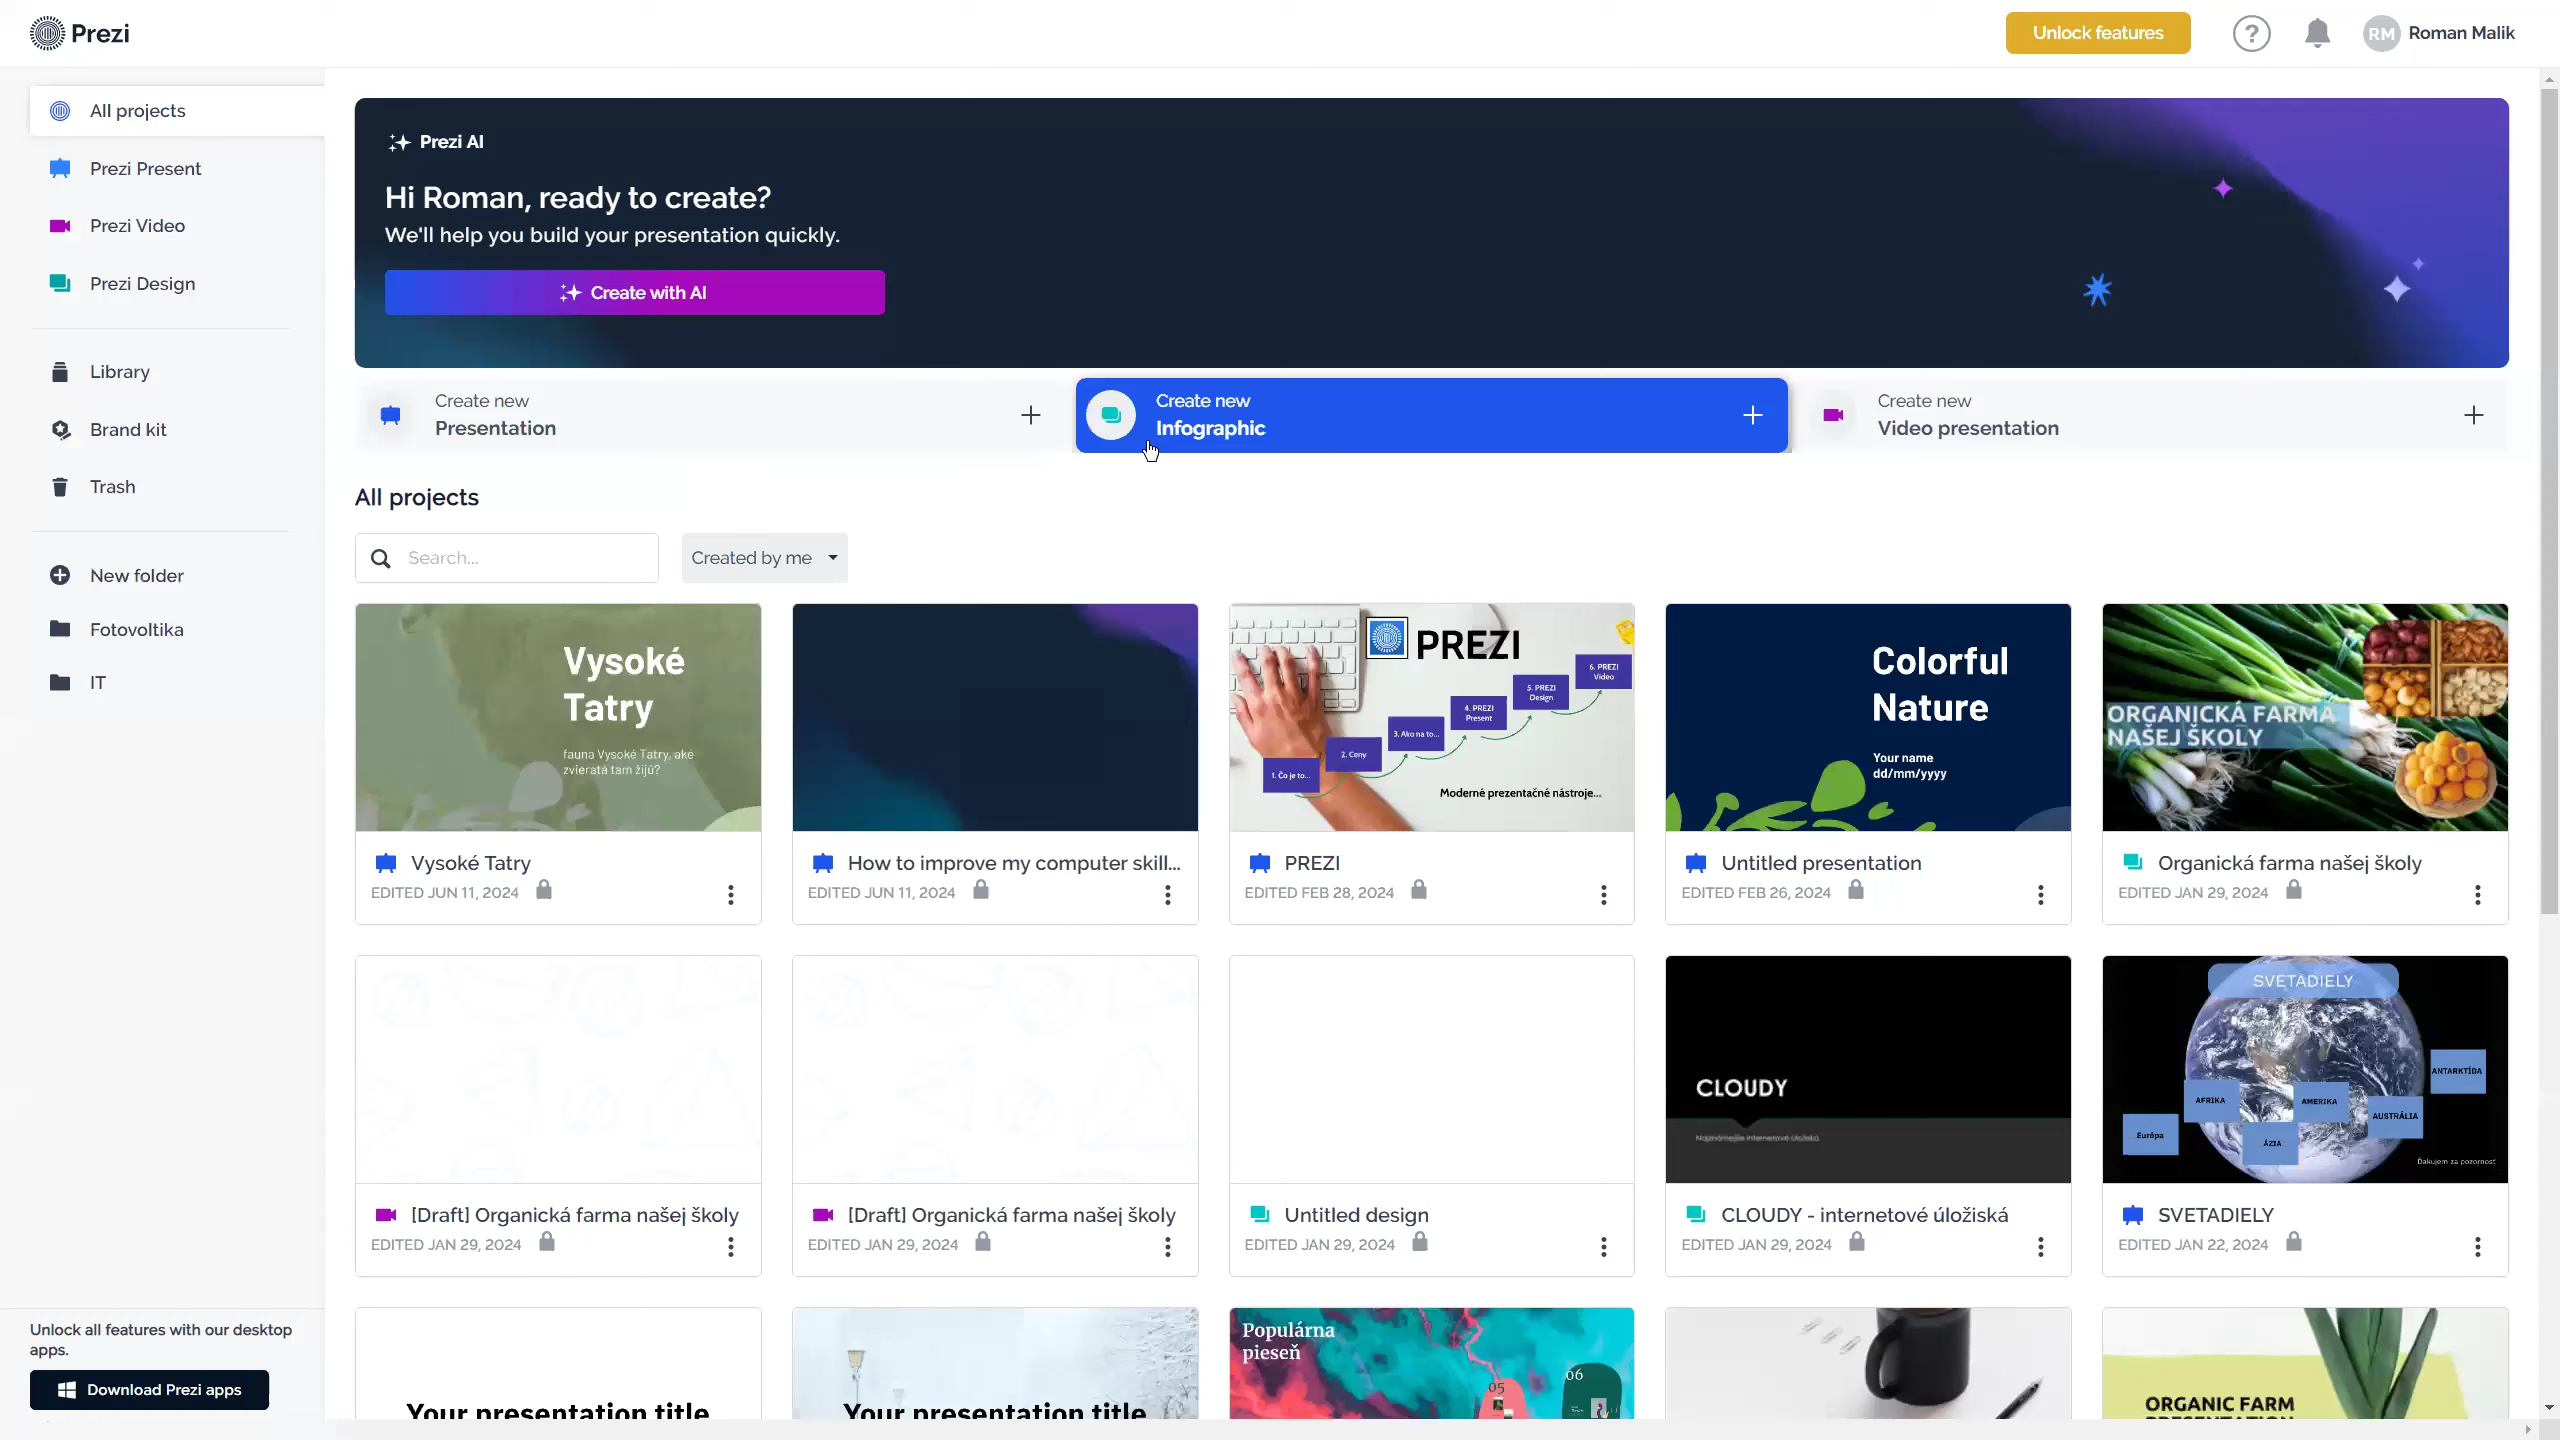 Prezi
Unlock features
?
RM
Roman Malik
All projects
Prezi Present
Prezi Video
Prezi Design
Library
Brand kit
Trash
New folder
Fotovoltika
IT
Unlock all features with our desktop
apps.
Download Prezi apps
Prezi AI
Hi Roman, ready to create?
We'll help you build your presentation quickly.
Create with AI
Create new
Presentation
Create new
Infographic
Create new
Video presentation
All projects
Search...
Created by me
Vysoké
Tatry
fauna Vysoké Tatry, aké
zvieratá tam žijú?
Vysoké Tatry
EDITED JUN 11, 2024
How to improve my computer skill...
EDITED JUN 11, 2024
PREZI
6. PREZI
Video
5. PREZI
Design
4. PREZI
Present
3. Ako na to...
2. Ceny
1. Čo je to...
Moderné prezentačné nástroje...
PREZI
EDITED FEB 28, 2024
Colorful
Nature
Your name
dd/mm/yyyy
Untitled presentation
EDITED FEB 26, 2024
ORGANICKÁ FARMA
NAŠEJ ŠKOLY
Organická farma našej školy
EDITED JAN 29, 2024
[Draft] Organická farma našej školy
EDITED JAN 29, 2024
[Draft] Organická farma našej školy
EDITED JAN 29, 2024
Untitled design
EDITED JAN 29, 2024
CLOUDY
Najznámejšie internetové úložiská
CLOUDY - internetové úložiská
EDITED JAN 29, 2024
SVETADIELY
ANTARKTÍDA
AFRIKA
AMERIKA
AUSTRÁLIA
Európa
ÁZIA
Ďakujem za pozornosť
SVETADIELY
EDITED JAN 22, 2024
Your presentation title
Your presentation title
Populárna
pieseň
05
06
ORGANIC FARM
PRESENTATION